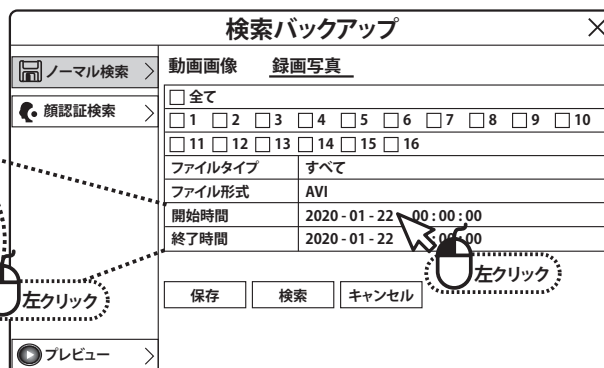 検索バックアップ
ノーマル検索
顔認証検索
動画画像 録画写真
全て
1 2 3 4 5 6 7 8 9 10
11 12 13 14 15 16
ファイルタイプ すべて
ファイル形式 AVI
開始時間 2020 - 01 - 22 00 : 00 : 00
終了時間 2020 - 01 - 22 00 : 00
左クリック
左クリック
保存 検索 キャンセル
プレビュー